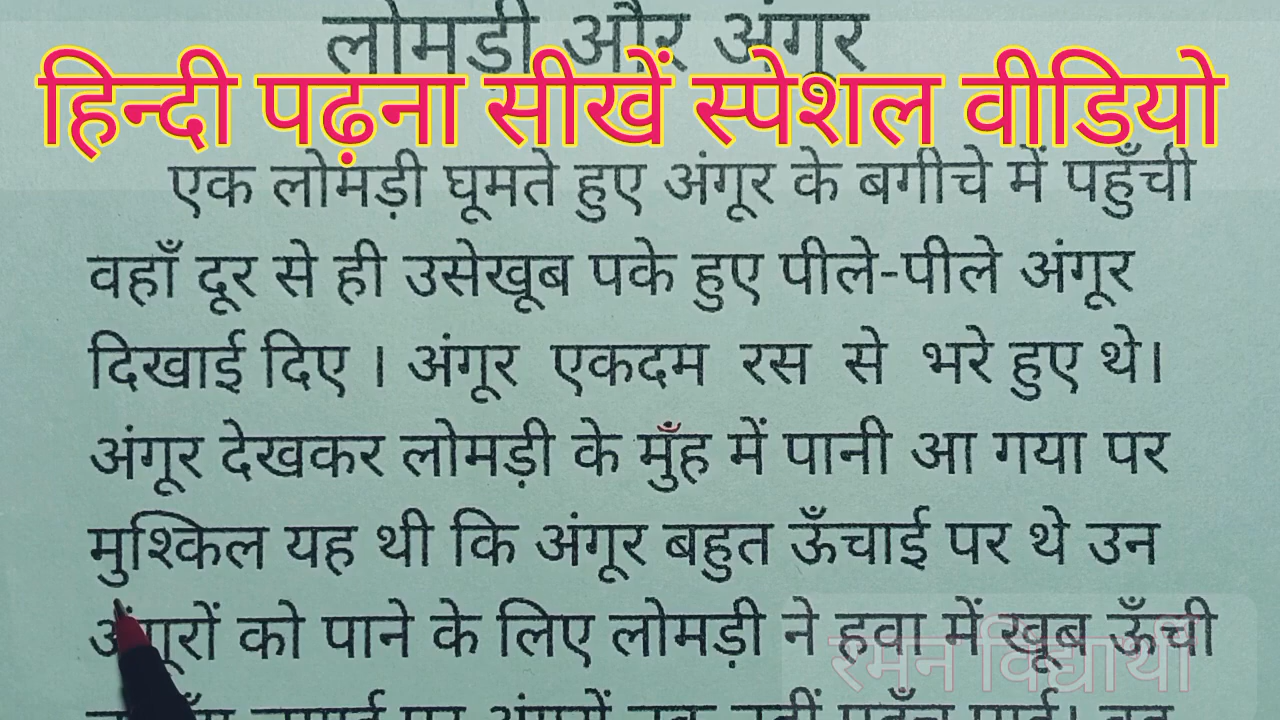 लोमड़ी और अंगूर
हिन्दी पढ़ना सीखें स्पेशल वीडियो
एक लोमड़ी घूमते हुए अंगूर के बगीचे में पहुँची
वहाँ दूर से ही उसेखूब पके हुए पीले-पीले अंगूर
दिखाई दिए । अंगूर एकदम रस से भरे हुए थे।
अंगूर देखकर लोमड़ी के मुँह में पानी आ गया पर
मुश्किल यह थी कि अंगूर बहुत ऊँचाई पर थे उन
अंगूरों को पाने के लिए लोमड़ी ने हवा में खूब ऊँची
रमन विद्यार्थी